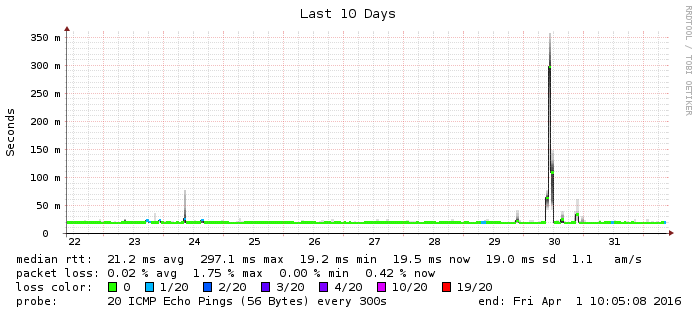 Last 10 Days
RRDTOOL / TOBI OETIKER
Seconds
350 m
300 m
250 m
200 m
150 m
100 m
50 m
0
22 23 24 25 26 27 28 29 30 31
median rtt: 21.2 ms avg 297.1 ms max 19.2 ms min 19.5 ms now 19.0 ms sd 1.1 am/s
packet loss: 0.02 % avg 1.75 % max 0.00 % min 0.42 % now
loss color: 0 1/20 2/20 3/20 4/20 10/20 19/20
probe: 20 ICMP Echo Pings (56 Bytes) every 300s end: Fri Apr 1 10:05:08 2016